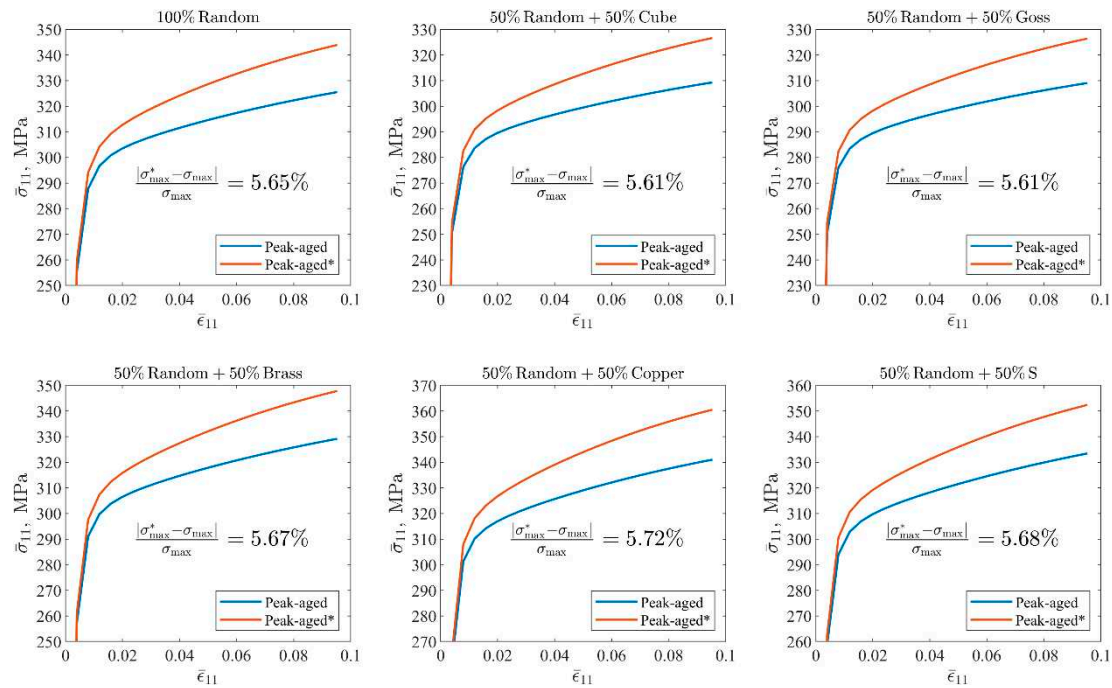 100% Random
350
340
330
320
310
300
290
280
270
260
250
σ̄₁₁, MPa
|σ*max−σmax| / σmax = 5.65%
Peak-aged
Peak-aged*
0 0.02 0.04 0.06 0.08 0.1
ε̄₁₁
50% Random + 50% Cube
330
320
310
300
290
280
270
260
250
240
230
σ̄₁₁, MPa
|σ*max−σmax| / σmax = 5.61%
Peak-aged
Peak-aged*
0 0.02 0.04 0.06 0.08 0.1
ε̄₁₁
50% Random + 50% Goss
330
320
310
300
290
280
270
260
250
240
230
σ̄₁₁, MPa
|σ*max−σmax| / σmax = 5.61%
Peak-aged
Peak-aged*
0 0.02 0.04 0.06 0.08 0.1
ε̄₁₁
50% Random + 50% Brass
350
340
330
320
310
300
290
280
270
260
250
σ̄₁₁, MPa
|σ*max−σmax| / σmax = 5.67%
Peak-aged
Peak-aged*
0 0.02 0.04 0.06 0.08 0.1
ε̄₁₁
50% Random + 50% Copper
370
360
350
340
330
320
310
300
290
280
270
σ̄₁₁, MPa
|σ*max−σmax| / σmax = 5.72%
Peak-aged
Peak-aged*
0 0.02 0.04 0.06 0.08 0.1
ε̄₁₁
50% Random + 50% S
360
350
340
330
320
310
300
290
280
270
260
σ̄₁₁, MPa
|σ*max−σmax| / σmax = 5.68%
Peak-aged
Peak-aged*
0 0.02 0.04 0.06 0.08 0.1
ε̄₁₁